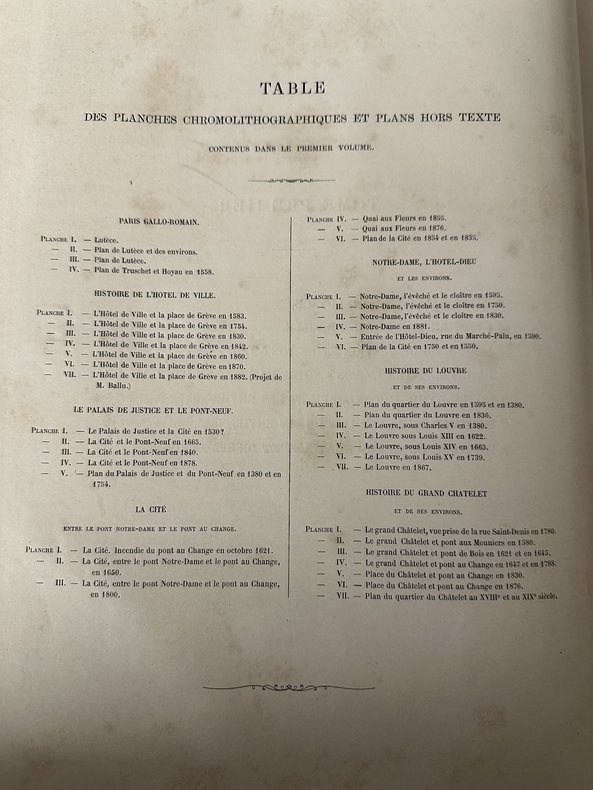 TABLE
DES PLANCHES CHROMOLITHOGRAPHIQUES ET PLANS HORS TEXTE
CONTENUS DANS LE PREMIER VOLUME.
PARIS GALLO-ROMAIN.
PLANCHE I. — Lutèce.
— II. — Plan de Lutèce et des environs.
— III. — Plan de Lutèce.
— IV. — Plan de Truschet et Hoyau en 1558.
HISTOIRE DE L'HOTEL DE VILLE.
PLANCHE I. — L'Hôtel de Ville et la place de Grève en 1583.
— II. — L'Hôtel de Ville et la place de Grève en 1754.
— III. — L'Hôtel de Ville et la place de Grève en 1830.
— IV. — L'Hôtel de Ville et la place de Grève en 1842.
— V. — L'Hôtel de Ville et la place de Grève en 1860.
— VI. — L'Hôtel de Ville et la place de Grève en 1870.
— VII. — L'Hôtel de Ville et la place de Grève en 1882. (Projet de
M. Ballu.)
LE PALAIS DE JUSTICE ET LE PONT-NEUF.
PLANCHE I. — Le Palais de Justice et la Cité en 1530?
— II. — La Cité et le Pont-Neuf en 1665.
— III. — La Cité et le Pont-Neuf en 1840.
— IV. — La Cité et le Pont-Neuf en 1878.
— V. — Plan du Palais de Justice et du Pont-Neuf en 1380 et en
1754.
LA CITÉ
ENTRE LE PONT NOTRE-DAME ET LE PONT AU CHANGE.
PLANCHE I. — La Cité. Incendie du pont au Change en octobre 1621.
— II. — La Cité, entre le pont Notre-Dame et le pont au Change,
en 1650.
— III. — La Cité, entre le pont Notre-Dame et le pont au Change,
en 1800.
PLANCHE IV. — Quai aux Fleurs en 1855.
— V. — Quai aux Fleurs en 1876.
— VI. — Plan de la Cité en 1854 et en 1835.
NOTRE-DAME, L'HOTEL-DIEU
ET LES ENVIRONS.
PLANCHE I. — Notre-Dame, l'évêché et le cloître en 1595.
— II. — Notre-Dame, l'évêché et le cloître en 1750.
— III. — Notre-Dame, l'évêché et le cloître en 1830.
— IV. — Notre-Dame en 1881.
— V. — Entrée de l'Hôtel-Dieu, rue du Marché-Palu, en 1590.
— VI. — Plan de la Cité en 1750 et en 1550.
HISTOIRE DU LOUVRE
ET DE SES ENVIRONS.
PLANCHE I. — Plan du quartier du Louvre en 1595 et en 1380.
— II. — Plan du quartier du Louvre en 1836.
— III. — Le Louvre, sous Charles V en 1380.
— IV. — Le Louvre sous Louis XIII en 1622.
— V. — Le Louvre, sous Louis XIV en 1663.
— VI. — Le Louvre, sous Louis XV en 1739.
— VII. — Le Louvre en 1867.
HISTOIRE DU GRAND CHATELET
ET DE SES ENVIRONS.
PLANCHE I. — Le grand Châtelet, vue prise de la rue Saint-Denis en 1780.
— II. — Le grand Châtelet et pont aux Meuniers en 1580.
— III. — Le grand Châtelet et pont de Bois en 1621 et en 1645.
— IV. — Le grand Châtelet et pont au Change en 1647 et en 1788.
— V. — Place du Châtelet et pont au Change en 1830.
— VI. — Place du Châtelet et pont au Change en 1876.
— VII. — Plan du quartier du Châtelet au XVIIIe et au XIXe siècle.